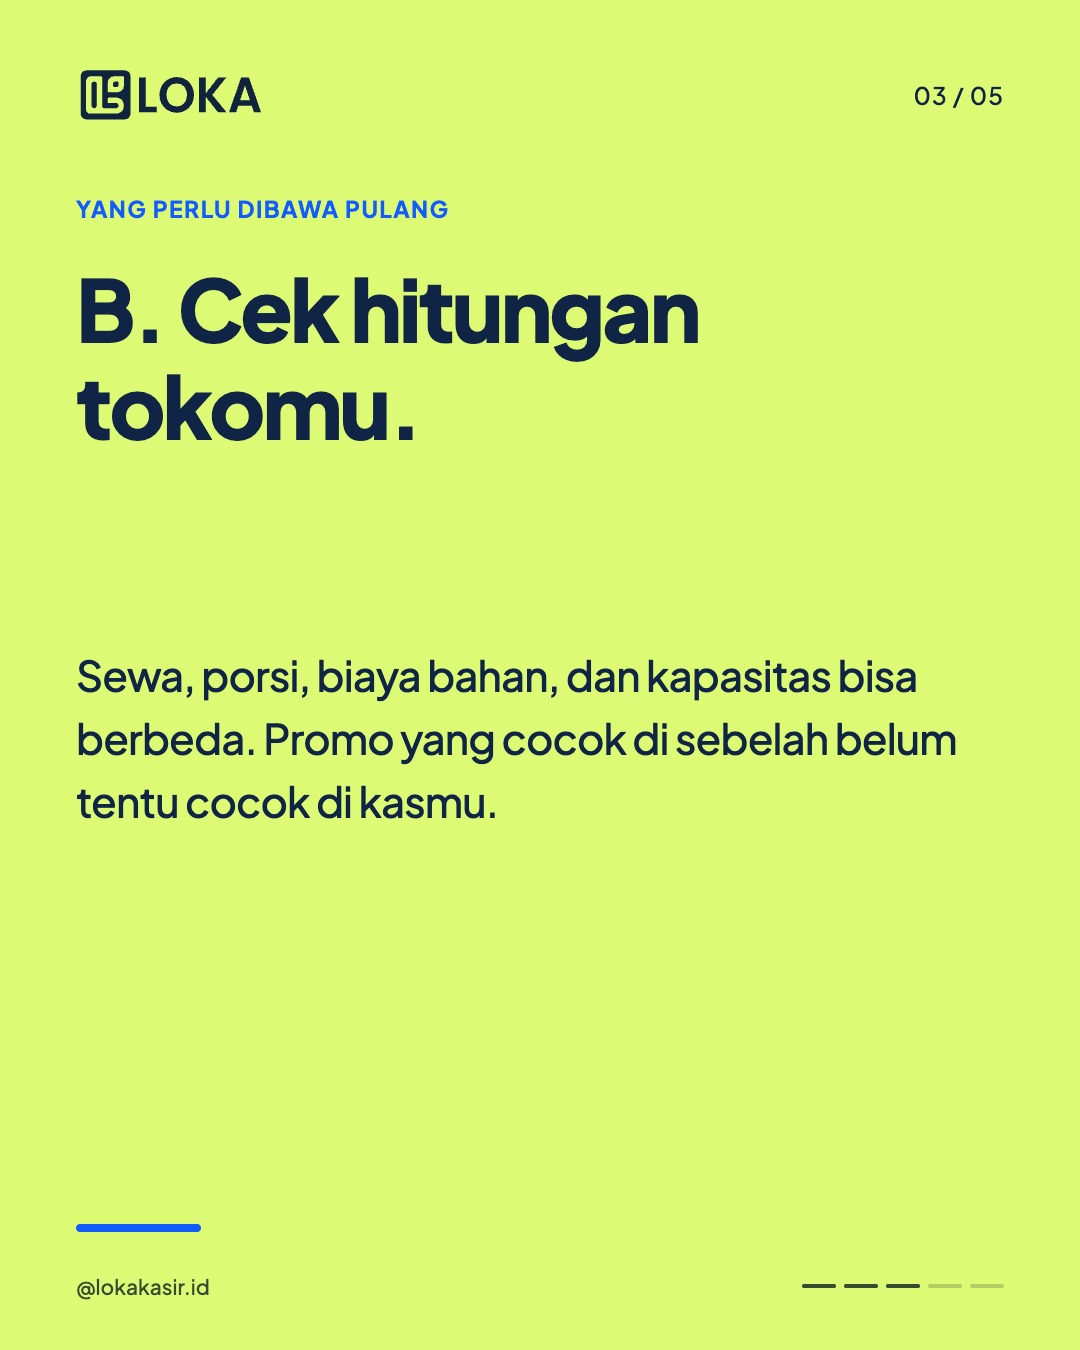 LOKA
03 / 05
YANG PERLU DIBAWA PULANG
B. Cek hitungan
tokomu.
Sewa, porsi, biaya bahan, dan kapasitas bisa
berbeda. Promo yang cocok di sebelah belum
tentu cocok di kasmu.
@lokakasir.id